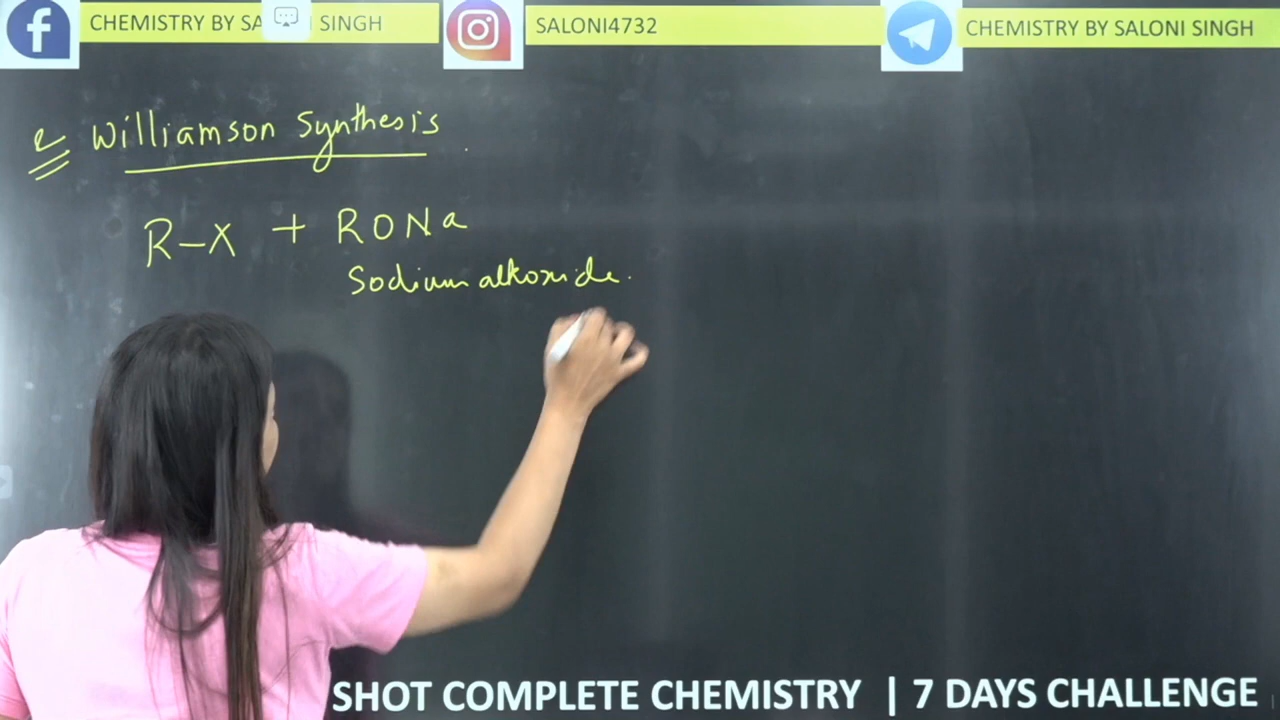 CHEMISTRY BY SA SINGH
SALONI4732
CHEMISTRY BY SALONI SINGH
Williamson Synthesis
R-X + RONa
Sodium alkoxide.
SHOT COMPLETE CHEMISTRY | 7 DAYS CHALLENGE